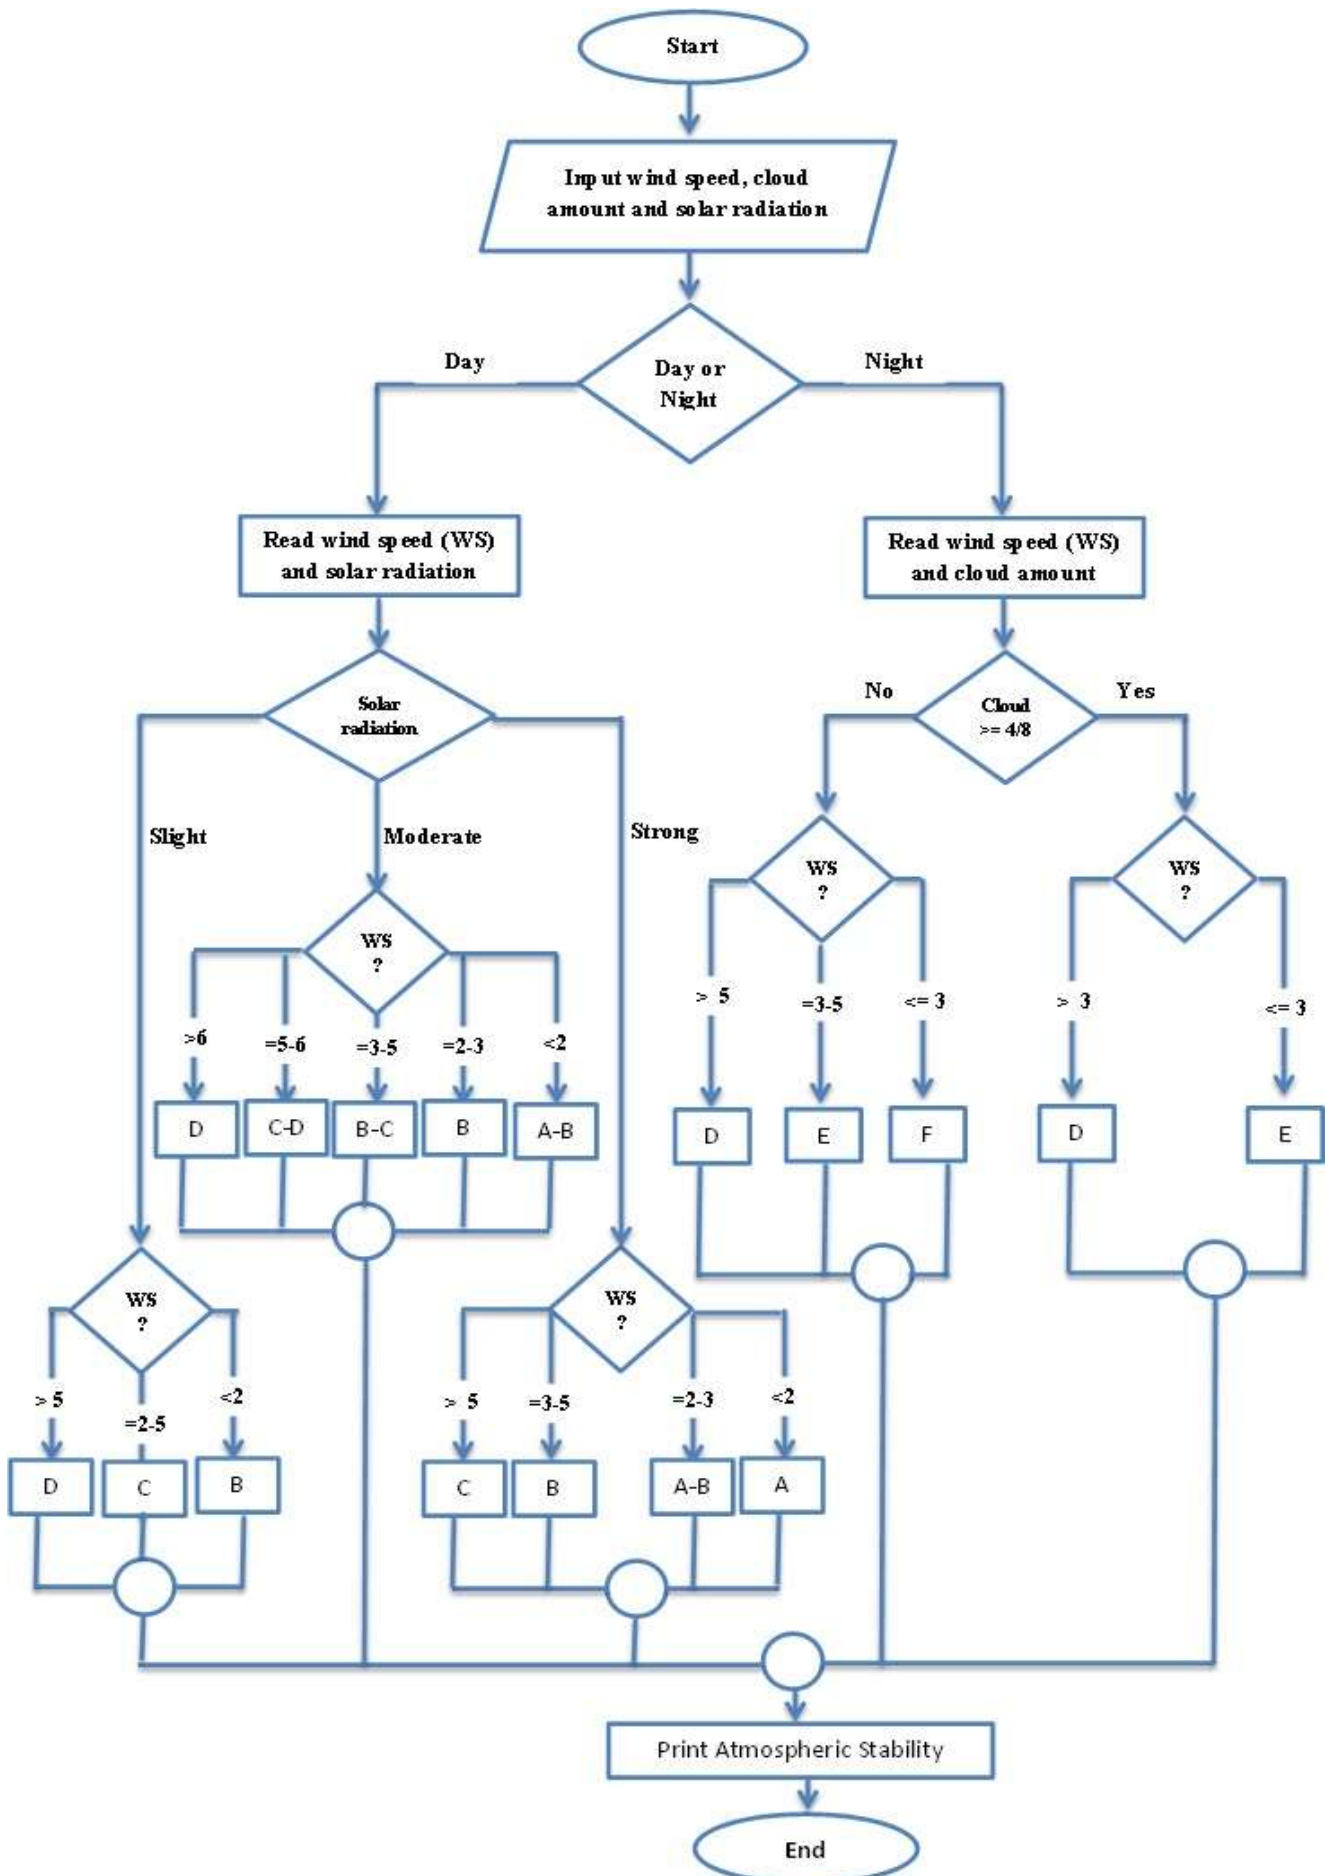 Start
Input wind speed, cloud
amount and solar radiation
Day
Day or
Night
Night
Read wind speed (WS)
and solar radiation
Read wind speed (WS)
and cloud amount
Solar
radiation
No
Cloud
>= 4/8
Yes
Slight
Moderate
Strong
WS
?
WS
?
WS
?
>6
=5-6
=3-5
=2-3
<2
> 5
=3-5
<= 3
> 3
<= 3
D
C-D
B-C
B
A-B
D
E
F
D
E
WS
?
WS
?
> 5
=2-5
<2
> 5
=3-5
=2-3
<2
D
C
B
C
B
A-B
A
Print Atmospheric Stability
End